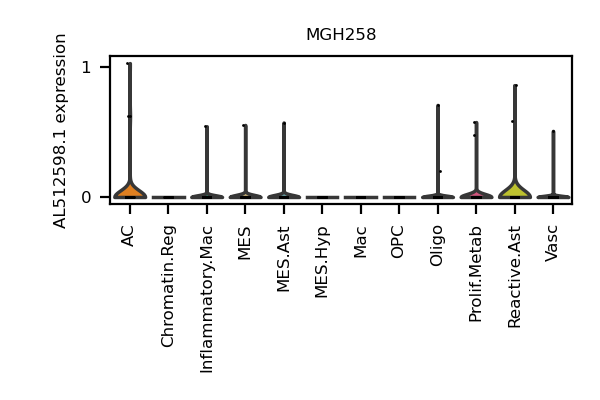 MGH258
AL512598.1 expression
1
0
AC
Chromatin.Reg
Inflammatory.Mac
MES
MES.Ast
MES.Hyp
Mac
OPC
Oligo
Prolif.Metab
Reactive.Ast
Vasc